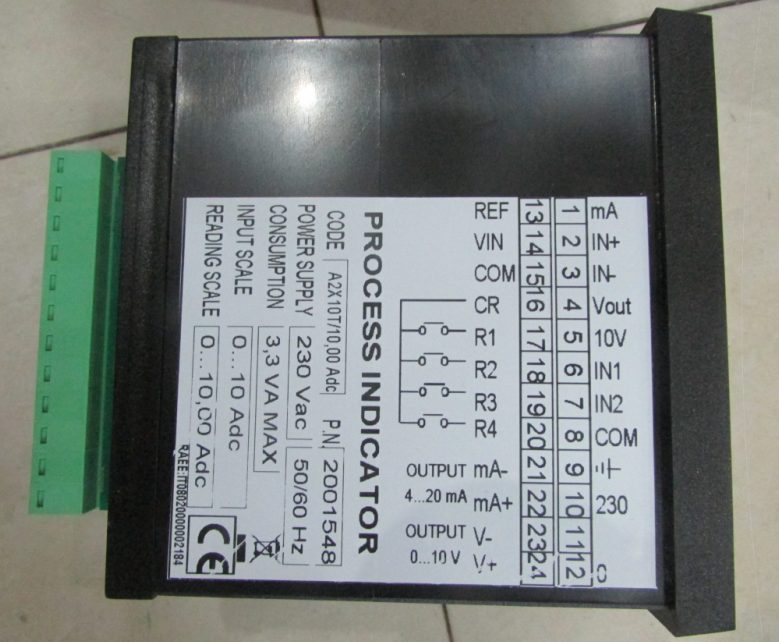 REF 13 1 mA
VIN 14 2 IN+
COM 15 3 IN-
CR 16 4 Vout
R1 17 5 10V
R2 18 6 IN1
R3 19 7 IN2
R4 20 8 COM
OUTPUT mA- 21 9
4...20 mA mA+ 22 10 230
OUTPUT V- 23 11
0...10 V V+ 24 12 0
PROCESS INDICATOR
CODE A2X10T/10,00 Adc P.N 2001548
POWER SUPPLY 230 Vac 50/60 Hz
CONSUMPTION 3,3 VA MAX
INPUT SCALE 0...10 Adc
READING SCALE 0...10,00 Adc
CE
RAEE:IT08020000002184